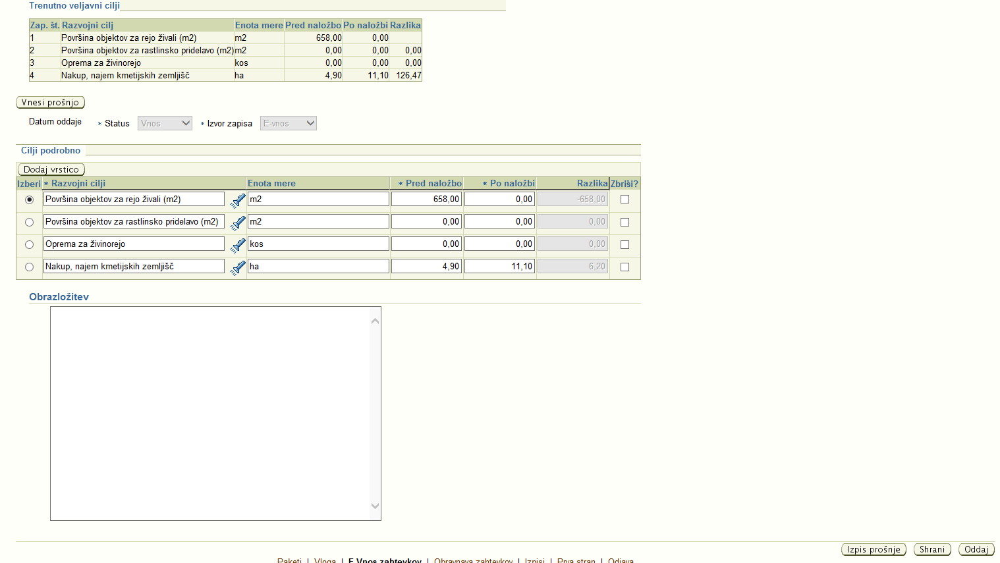 Trenutno veljavni cilji
Zap. št. Razvojni cilj Enota mere Pred naložbo Po naložbi Razlika
1 Površina objektov za rejo živali (m2) m2 658,00 0,00
2 Površina objektov za rastlinsko pridelavo (m2) m2 0,00 0,00 0,00
3 Oprema za živinorejo kos 0,00 0,00 0,00
4 Nakup, najem kmetijskih zemljišč ha 4,90 11,10 126,47
Vnesi prošnjo
Datum oddaje * Status Vnos * Izvor zapisa E-vnos
Cilji podrobno
Dodaj vrstico
Izberi * Razvojni cilji Enota mere * Pred naložbo * Po naložbi Razlika Zbriši?
Površina objektov za rejo živali (m2) m2 658,00 0,00 -658,00
Površina objektov za rastlinsko pridelavo (m2) m2 0,00 0,00 0,00
Oprema za živinorejo kos 0,00 0,00 0,00
Nakup, najem kmetijskih zemljišč ha 4,90 11,10 6,20
Obrazložitev
Izpis prošnje Shrani Oddaj
Paketi | Vloga | E Vnos zahtevkov | Obravnava zahtevkov | Izpisi | Prva stran | Odjava